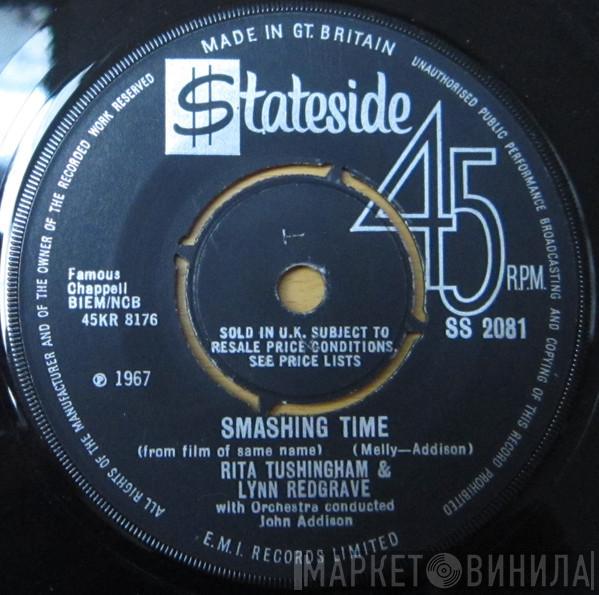 MADE IN GT. BRITAIN
UNAUTHORISED PUBLIC PERFORMANCE BROADCASTING AND COPYING OF THIS RECORD PROHIBITED
ALL RIGHTS OF THE MANUFACTURER AND OF THE OWNER OF THE RECORDED WORK RESERVED
$tateside
45
R.P.M.
SS 2081
Famous
Chappell
BIEM/NCB
45KR 8176
SOLD IN U.K. SUBJECT TO
RESALE PRICE CONDITIONS,
SEE PRICE LISTS
℗ 1967
SMASHING TIME
(from film of same name) (Melly-Addison)
RITA TUSHINGHAM &
LYNN REDGRAVE
with Orchestra conducted
John Addison
E.M.I. RECORDS LIMITED
МАРКЕТ ВИНИЛА